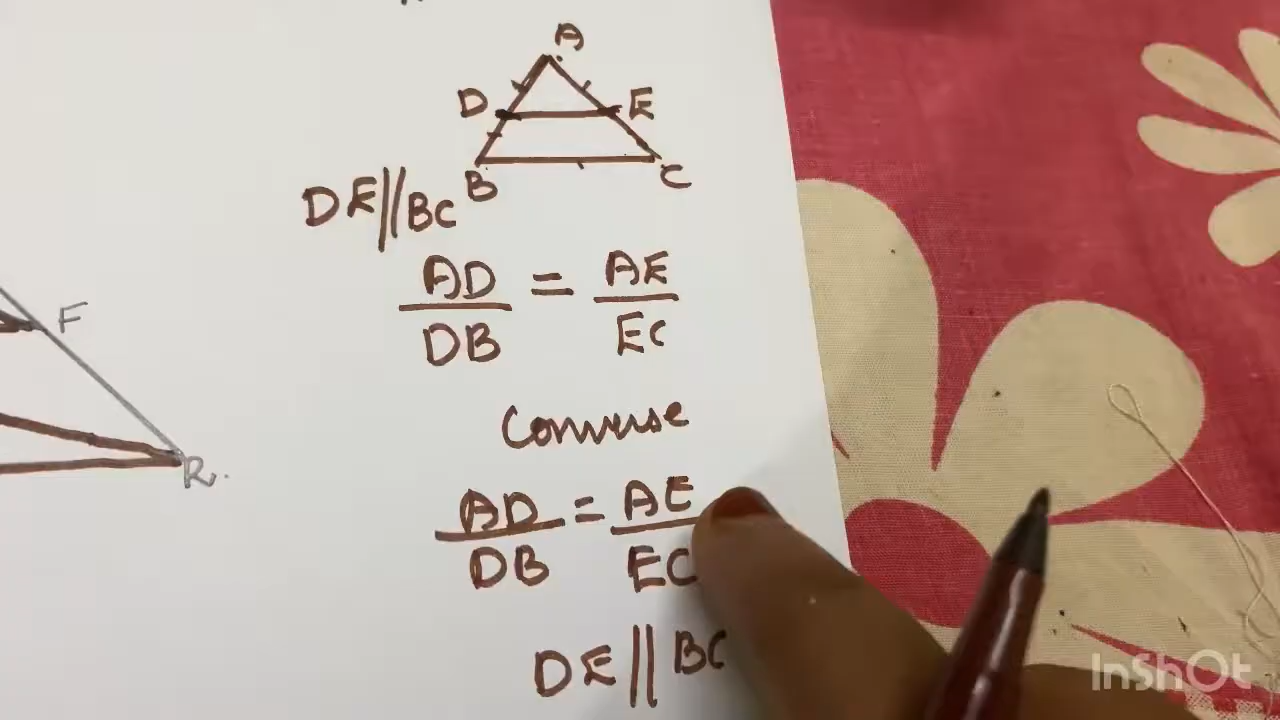 A
D E
B C
DE||BC
AD/DB = AE/EC
F
Converse
R.
AD/DB = AE/EC
DE || BC
InShOt